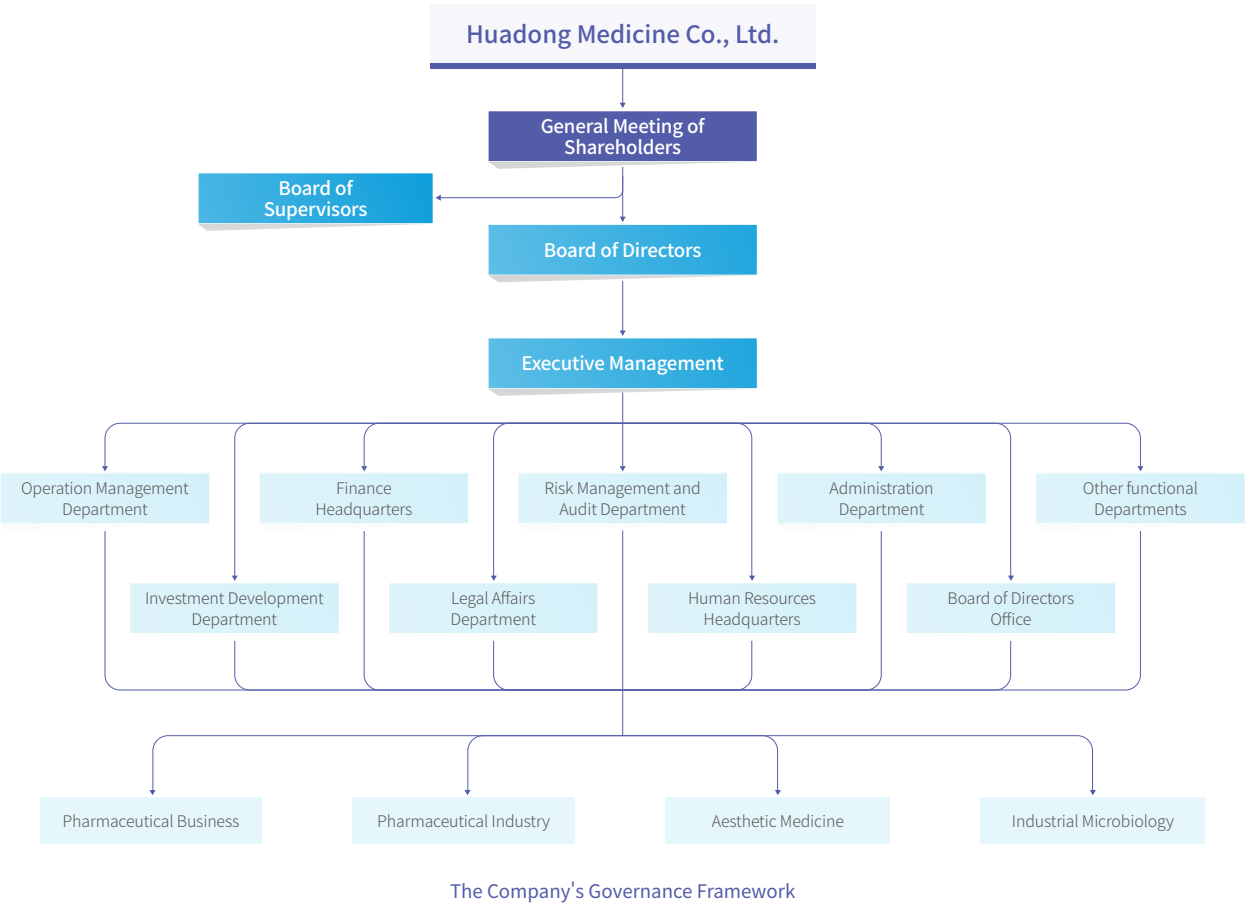 Huadong Medicine Co., Ltd.
General Meeting of
Shareholders
Board of
Supervisors
Board of Directors
Executive Management
Operation Management
Department
Finance
Headquarters
Risk Management and
Audit Department
Administration
Department
Other functional
Departments
Investment Development
Department
Legal Affairs
Department
Human Resources
Headquarters
Board of Directors
Office
Pharmaceutical Business
Pharmaceutical Industry
Aesthetic Medicine
Industrial Microbiology
The Company's Governance Framework